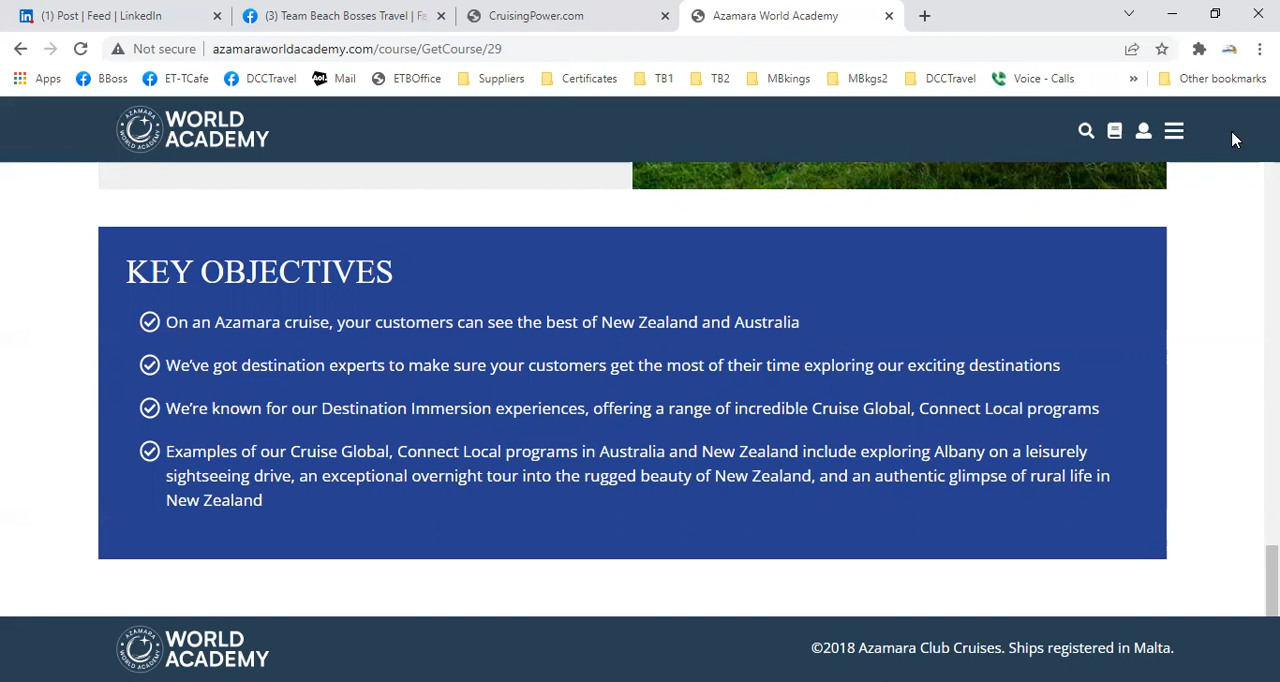 (1) Post | Feed | LinkedIn
(3) Team Beach Bosses Travel | Fa
CruisingPower.com
Azamara World Academy
Not secure
azamaraworldacademy.com/course/GetCourse/29
Apps
BBoss
ET-TCafe
DCCTravel
Aol.
Mail
ETBOffice
Suppliers
Certificates
TB1
TB2
MBkings
MBkgs2
DCCTravel
Voice - Calls
»
Other bookmarks
WORLD
ACADEMY
KEY OBJECTIVES
On an Azamara cruise, your customers can see the best of New Zealand and Australia
We've got destination experts to make sure your customers get the most of their time exploring our exciting destinations
We're known for our Destination Immersion experiences, offering a range of incredible Cruise Global, Connect Local programs
Examples of our Cruise Global, Connect Local programs in Australia and New Zealand include exploring Albany on a leisurely
sightseeing drive, an exceptional overnight tour into the rugged beauty of New Zealand, and an authentic glimpse of rural life in
New Zealand
WORLD
ACADEMY
©2018 Azamara Club Cruises. Ships registered in Malta.